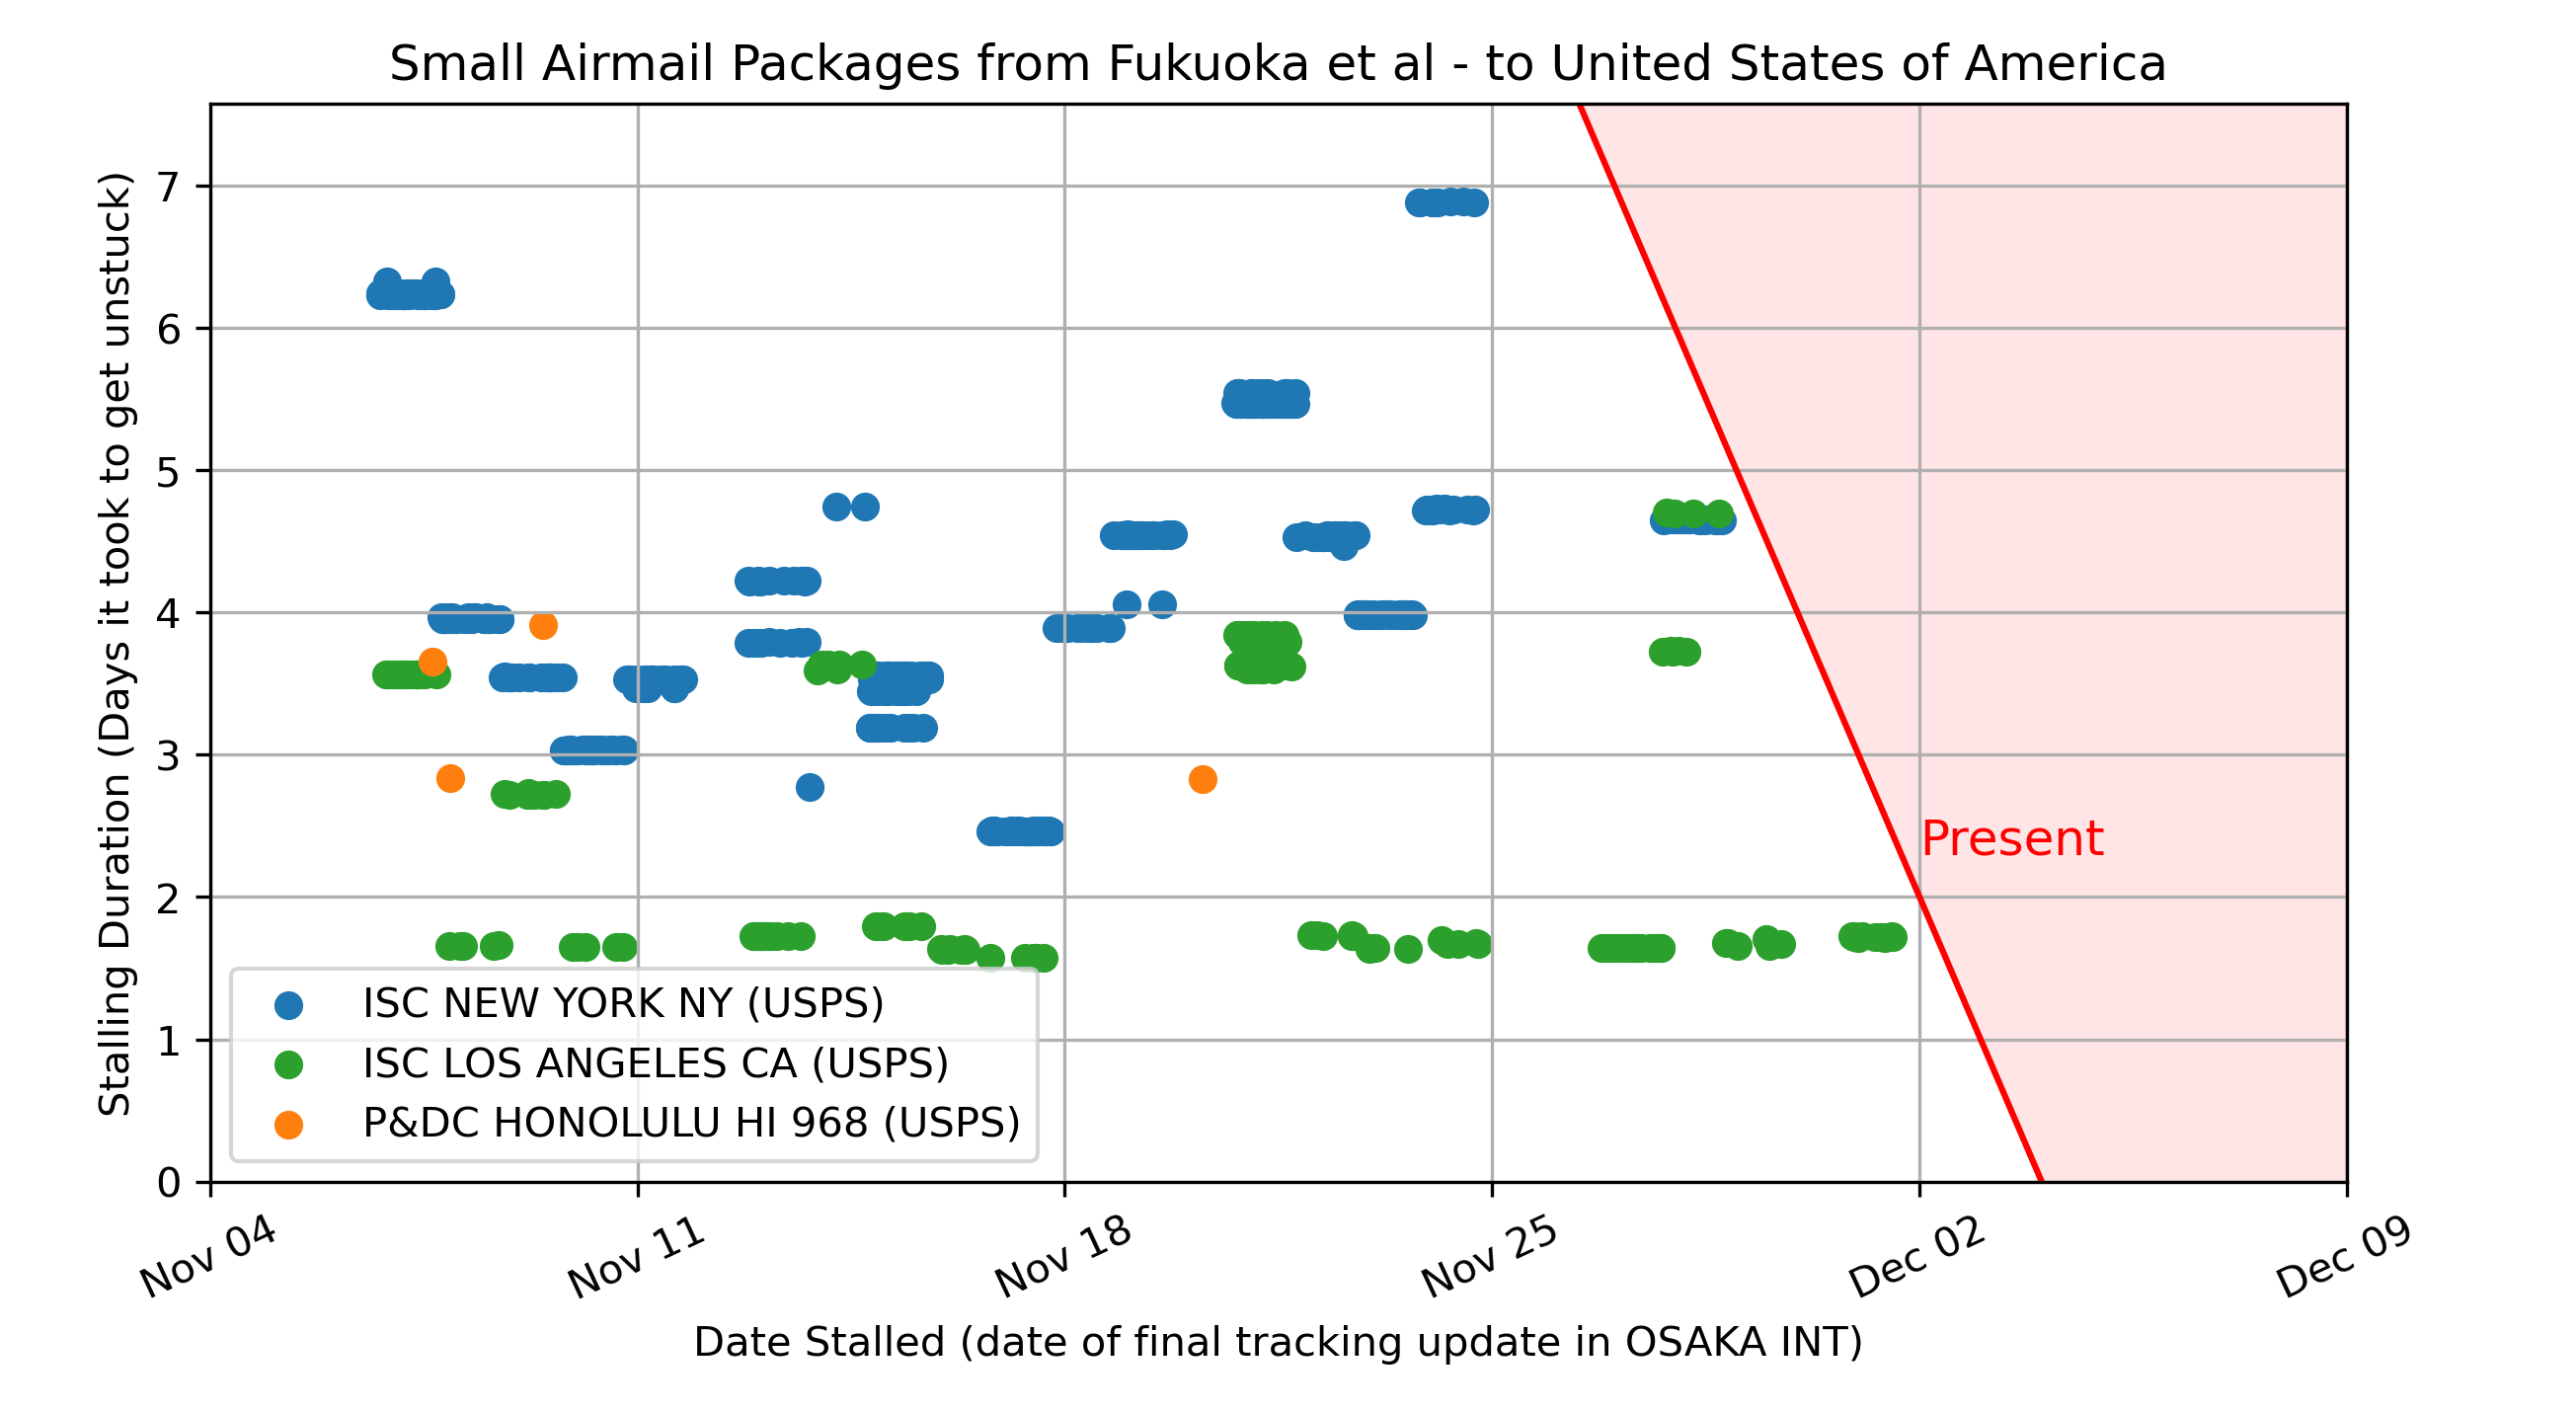 Small Airmail Packages from Fukuoka et al - to United States of America
Stalling Duration (Days it took to get unstuck)
7
6
5
4
3
2
1
0
Present
ISC NEW YORK NY (USPS)
ISC LOS ANGELES CA (USPS)
P&DC HONOLULU HI 968 (USPS)
Nov 04
Nov 11
Nov 18
Nov 25
Dec 02
Dec 09
Date Stalled (date of final tracking update in OSAKA INT)